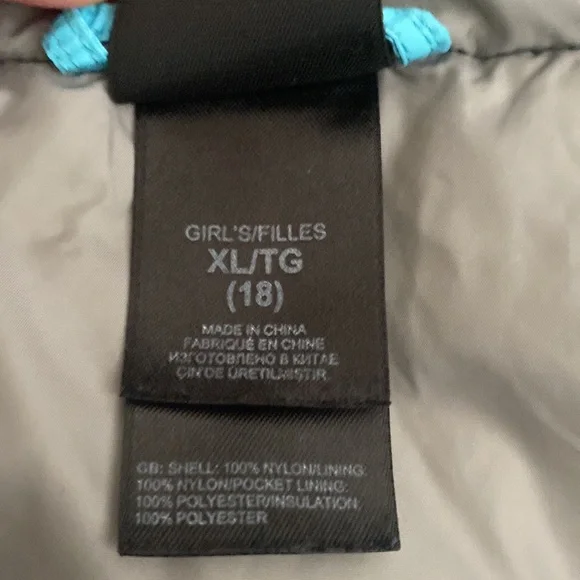 GIRL'S/FILLES
XL/TG
(18)
MADE IN CHINA
FABRIQUÉ EN CHINE
ИЗГОТОВЛЕНО В КИТАЕ
ÇIN'DE ÜRETILMISTIR.
GB: SHELL: 100% NYLON/LINING:
100% NYLON/POCKET LINING:
100% POLYESTER/INSULATION:
100% POLYESTER